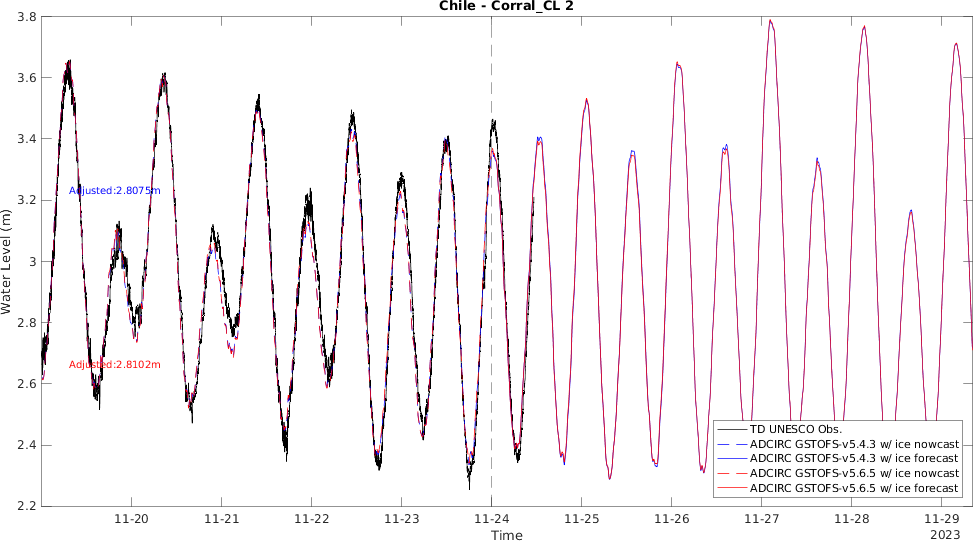 Chile - Corral_CL 2
3.8
3.6
3.4
3.2
3
2.8
2.6
2.4
2.2
Water Level (m)
Adjusted:2.8075m
Adjusted:2.8102m
TD UNESCO Obs.
ADCIRC GSTOFS-v5.4.3 w/ ice nowcast
ADCIRC GSTOFS-v5.4.3 w/ ice forecast
ADCIRC GSTOFS-v5.6.5 w/ ice nowcast
ADCIRC GSTOFS-v5.6.5 w/ ice forecast
11-20 11-21 11-22 11-23 11-24 11-25 11-26 11-27 11-28 11-29
2023
Time